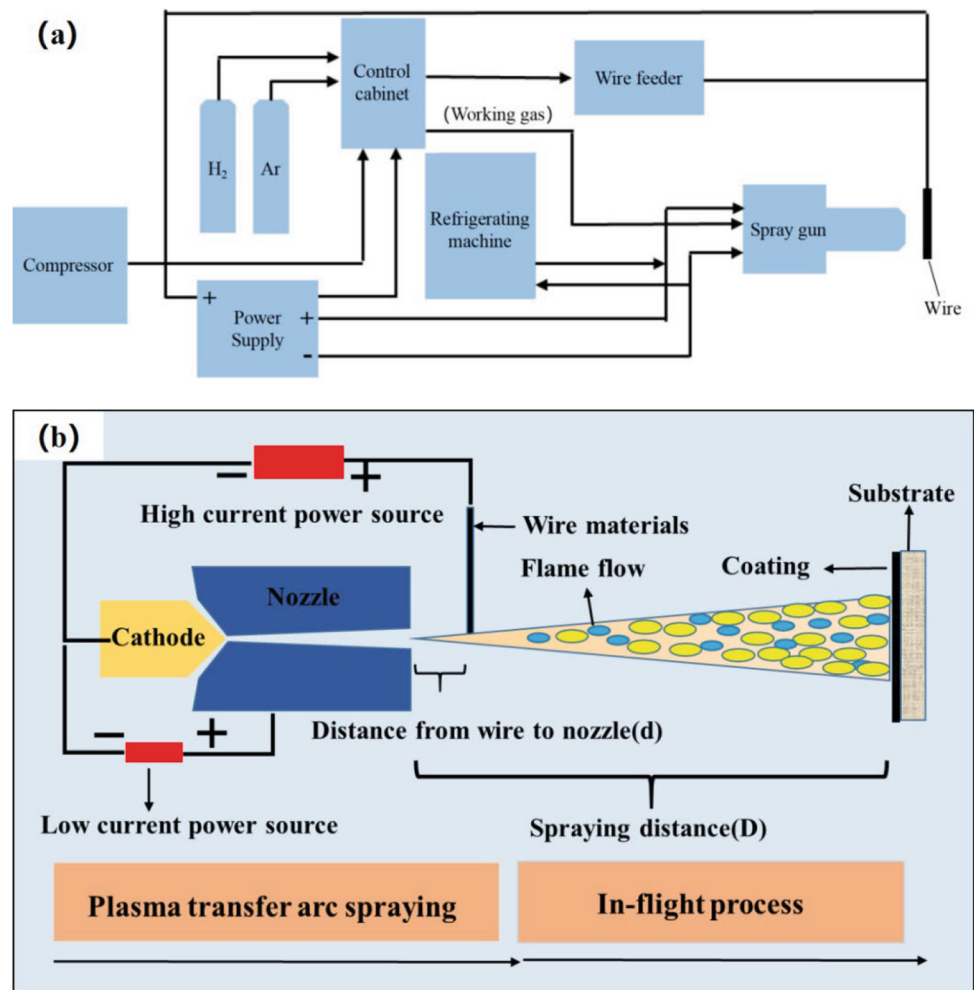 (a)
Control
cabinet
Wire feeder
(Working gas)
H₂
Ar
Compressor
Refrigerating
machine
Spray gun
Wire
+
Power
Supply
+
-
(b)
−
+
High current power source
Substrate
Wire materials
Flame flow
Coating
Nozzle
Cathode
Distance from wire to nozzle(d)
−
+
Low current power source
Spraying distance(D)
Plasma transfer arc spraying
In-flight process